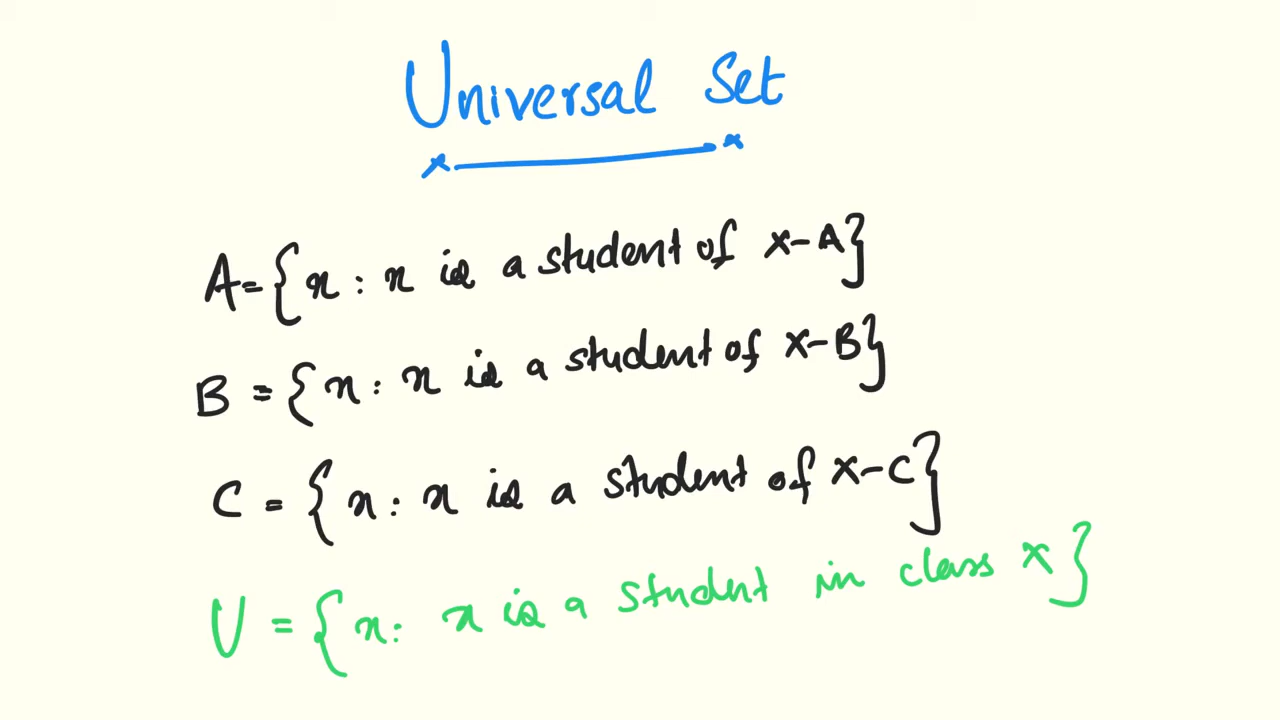 Universal Set
A={x : x is a student of X-A}
B = {x : x is a student of X-B}
C = {x : x is a student of X-C}
U = {x : x is a student in class X}